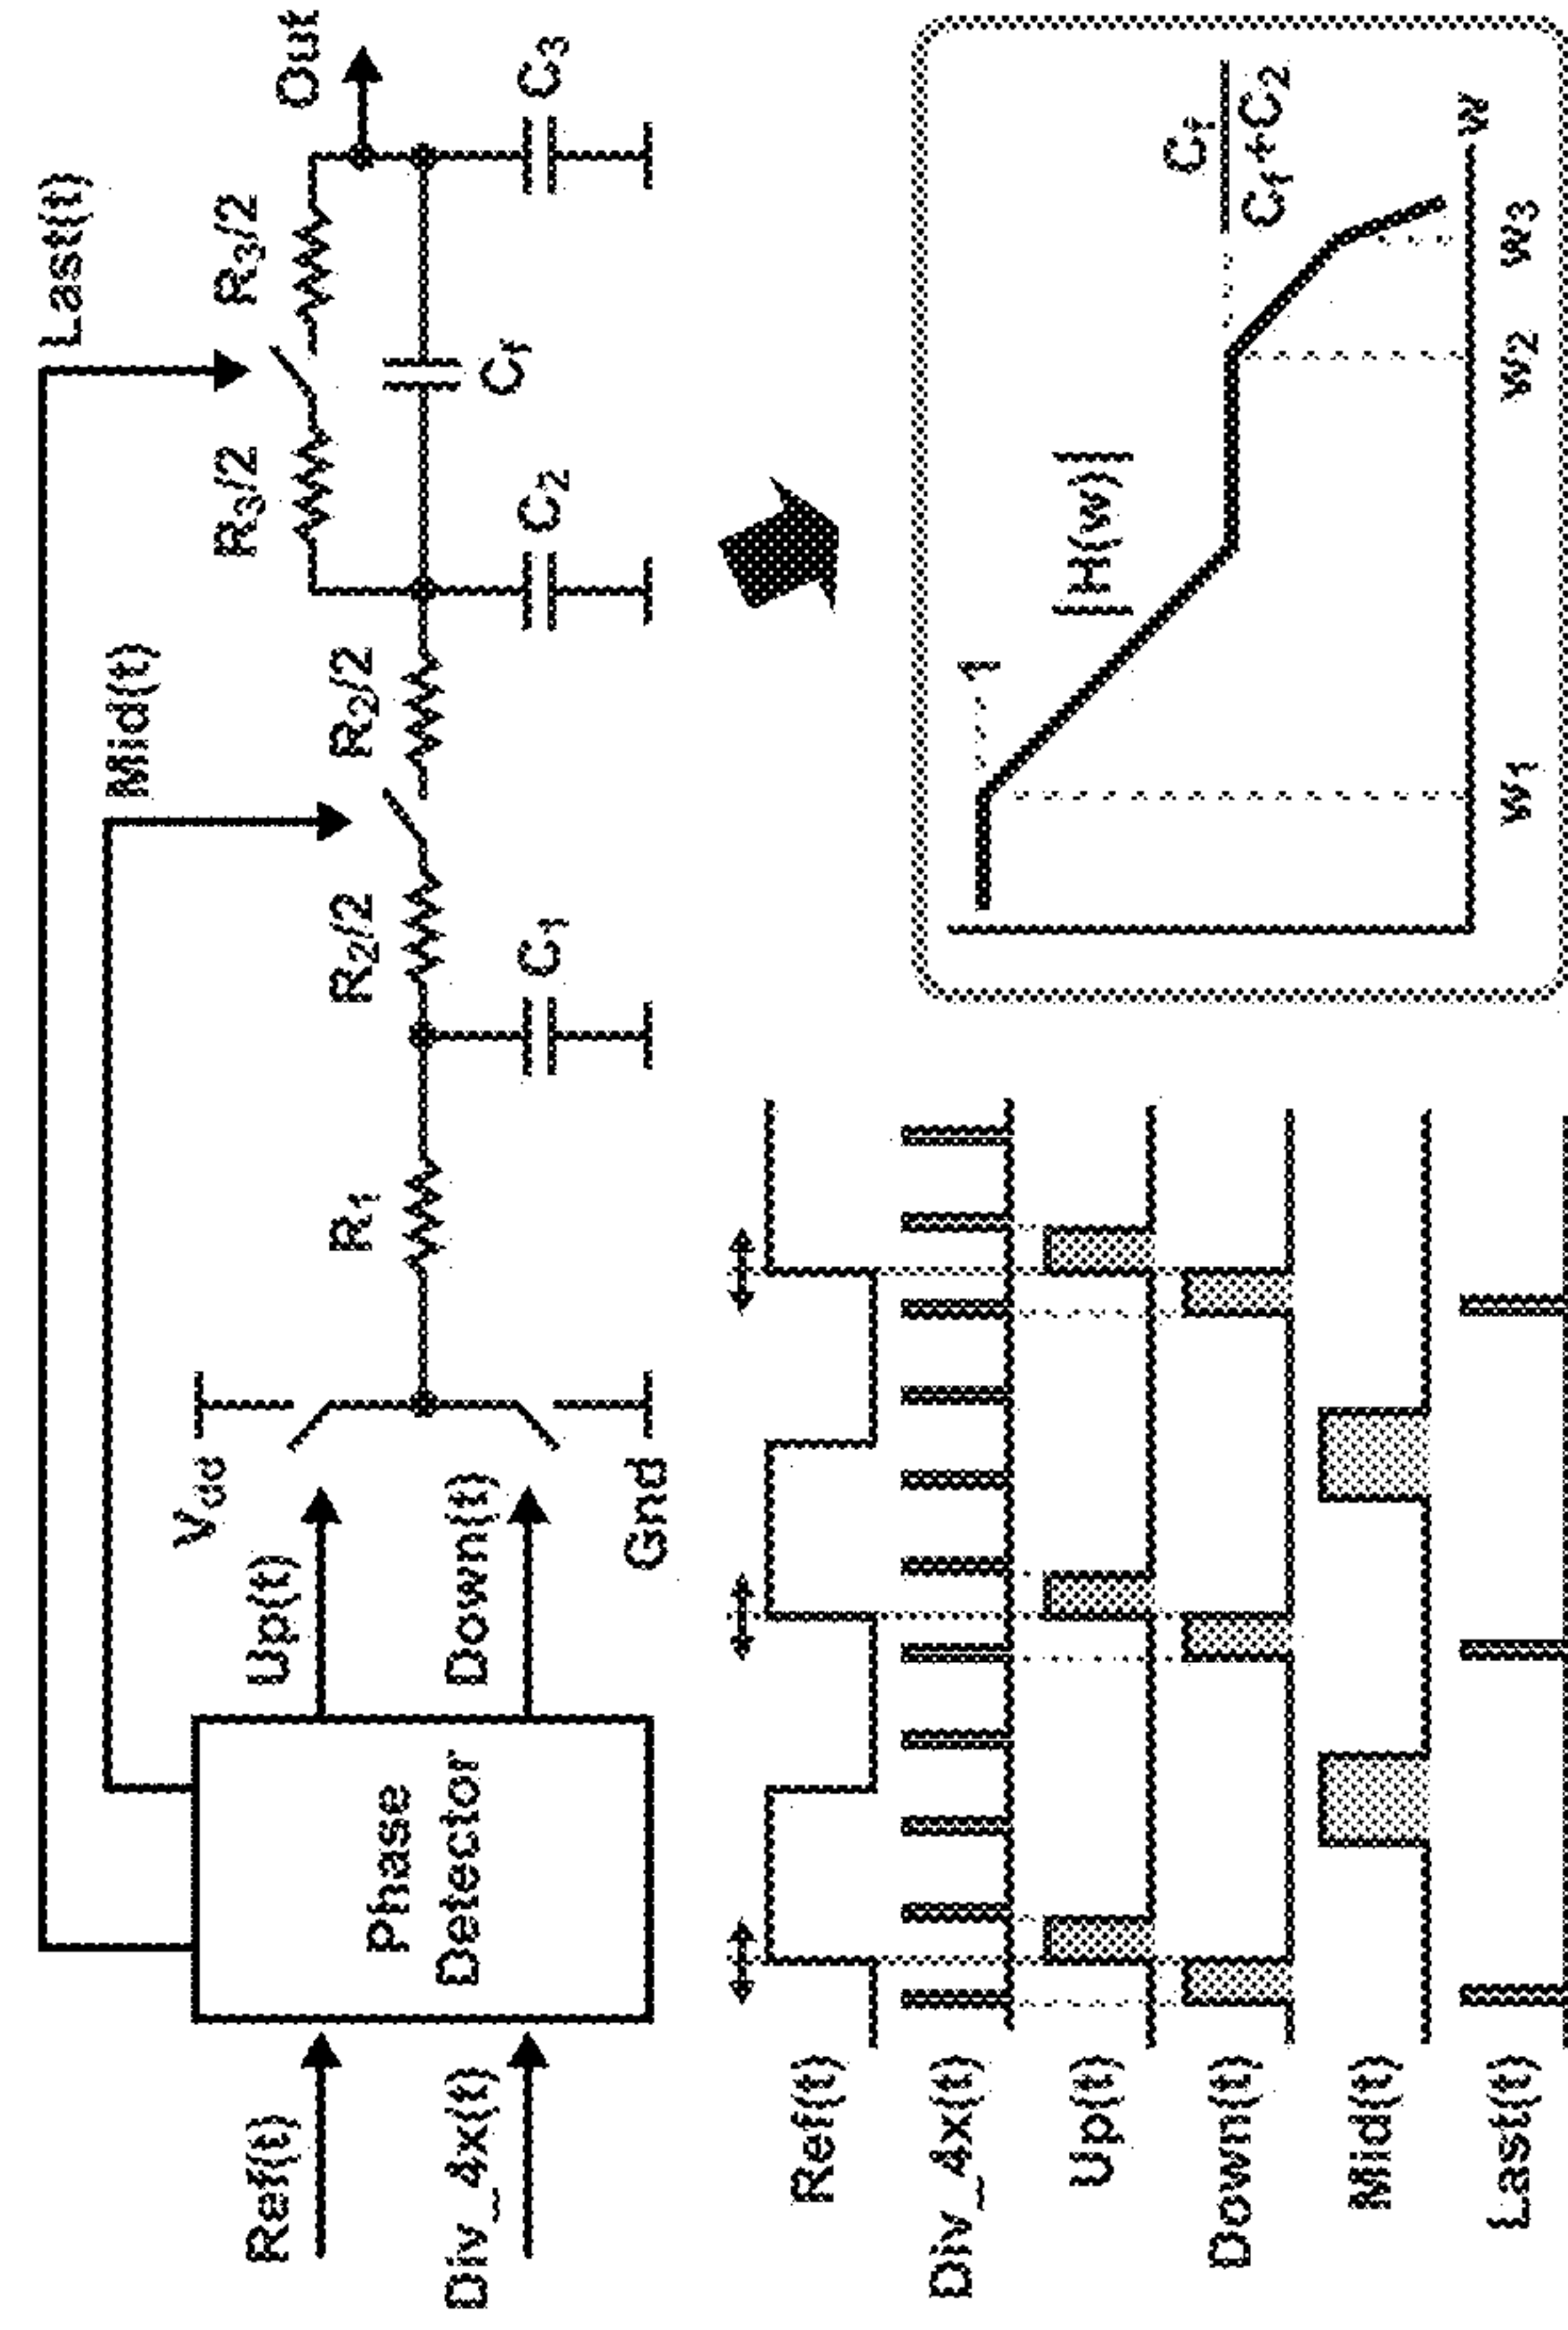 Last(t)
Mid(t)
Ref(t)
Div_4x(t)
Phase
Detector
Up(t)
Down(t)
Vdd
Gnd
R1
C1
R2/2
R2/2
C2
R3/2
R3/2
Cf
C3
Out
Ref(t)
Div_4x(t)
Up(t)
Down(t)
Mid(t)
Last(t)
|H(w)|
1
Cf
Cf+C2
w1
w2
w3
w